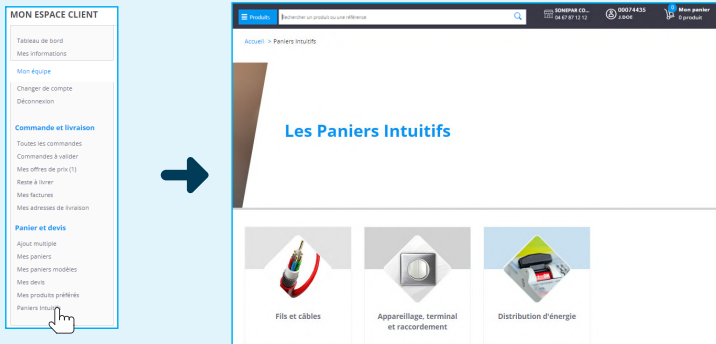 MON ESPACE CLIENT
Tableau de bord
Mes informations
Mon équipe
Changer de compte
Déconnexion
Commande et livraison
Toutes les commandes
Commandes à valider
Mes offres de prix (1)
Reste à livrer
Mes factures
Mes adresses de livraison
Panier et devis
Ajout multiple
Mes paniers
Mes paniers modèles
Mes devis
Mes produits préférés
Paniers Intuitif
Produits
Rechercher un produit ou une référence
SONEPAR CO...
04 67 87 12 12
00074435
J.DOE
0
Mon panier
0 produit
Accueil > Paniers Intuitifs
Les Paniers Intuitifs
Fils et câbles
Appareillage, terminal
et raccordement
Distribution d'énergie